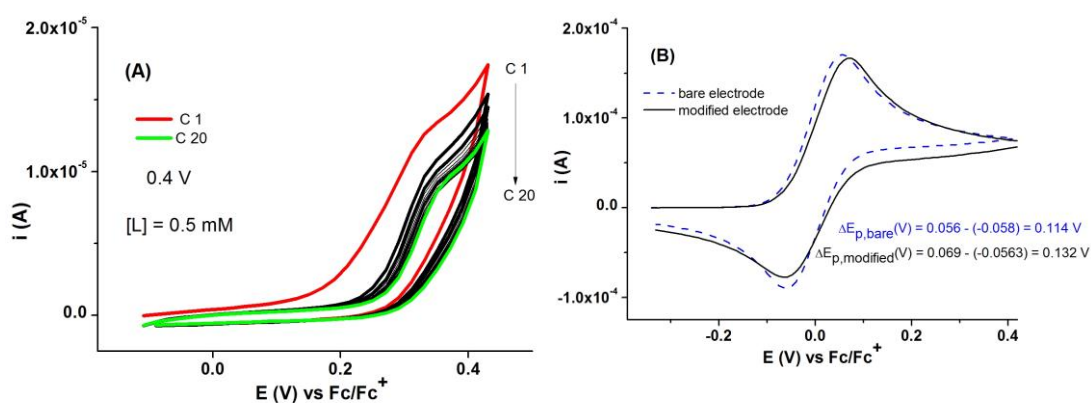 2.0x10⁻⁵
1.0x10⁻⁵
0.0
i (A)
(A)
C 1
C 20
0.4 V
[L] = 0.5 mM
C 1
C 20
0.0
0.2
0.4
E (V) vs Fc/Fc⁺
2.0x10⁻⁴
1.0x10⁻⁴
0.0
-1.0x10⁻⁴
i (A)
(B)
bare electrode
modified electrode
ΔEp,bare(V) = 0.056 - (-0.058) = 0.114 V
ΔEp,modified(V) = 0.069 - (-0.0563) = 0.132 V
-0.2
0.0
0.2
0.4
E (V) vs Fc/Fc⁺